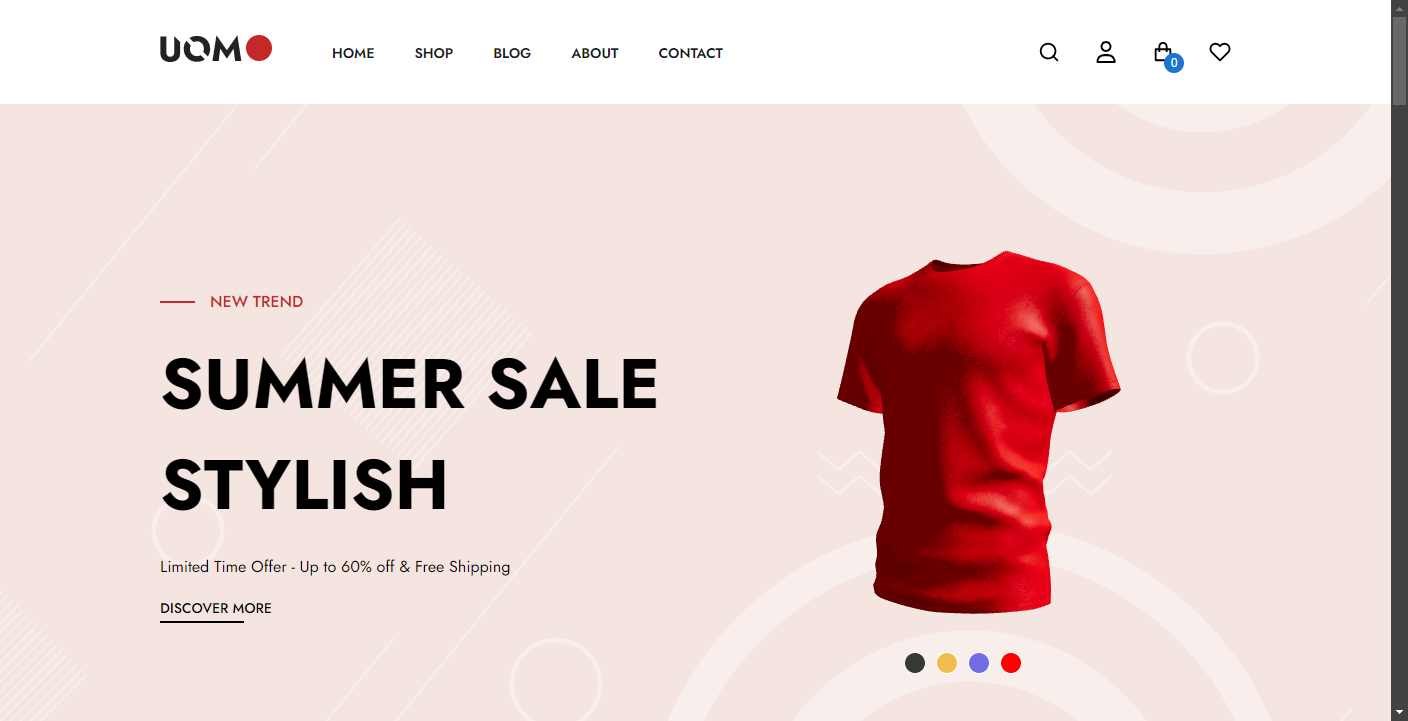 UOMO
HOME SHOP BLOG ABOUT CONTACT
0
NEW TREND
SUMMER SALE
STYLISH
Limited Time Offer - Up to 60% off & Free Shipping
DISCOVER MORE